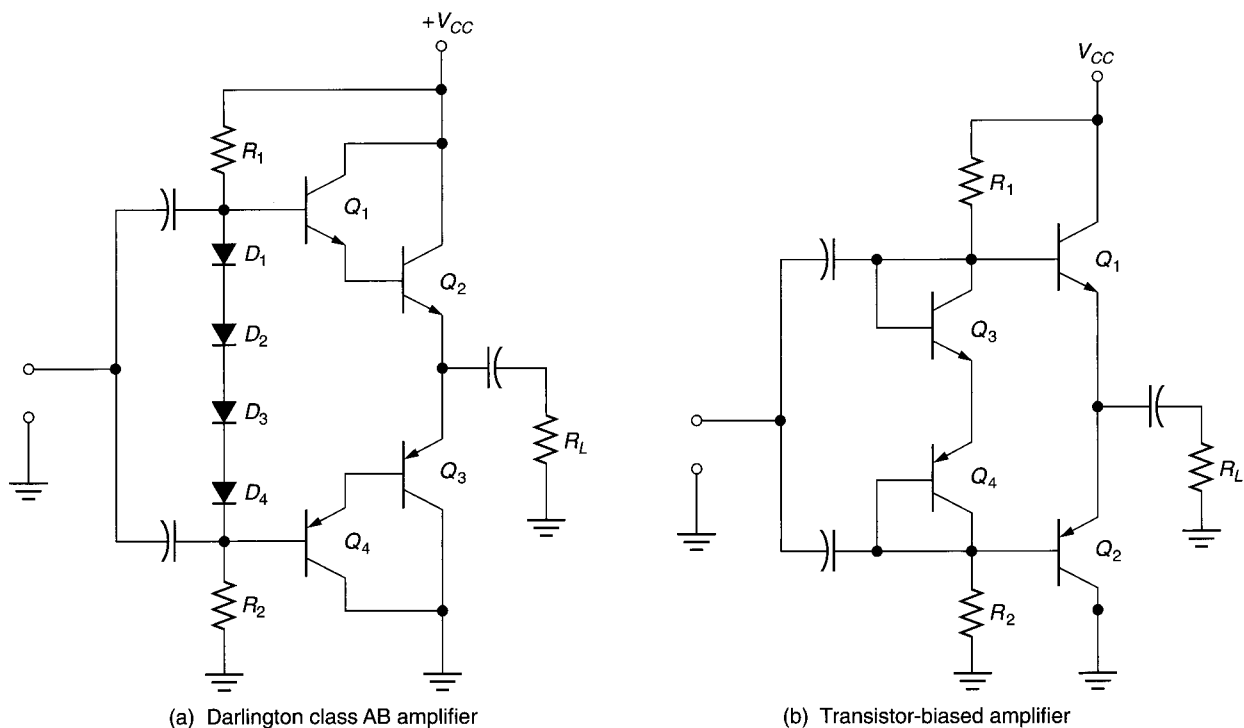 +V_CC
R_1
Q_1
D_1
Q_2
D_2
D_3
R_L
Q_3
D_4
Q_4
R_2
(a) Darlington class AB amplifier
V_CC
R_1
Q_1
Q_3
Q_4
R_L
Q_2
R_2
(b) Transistor-biased amplifier